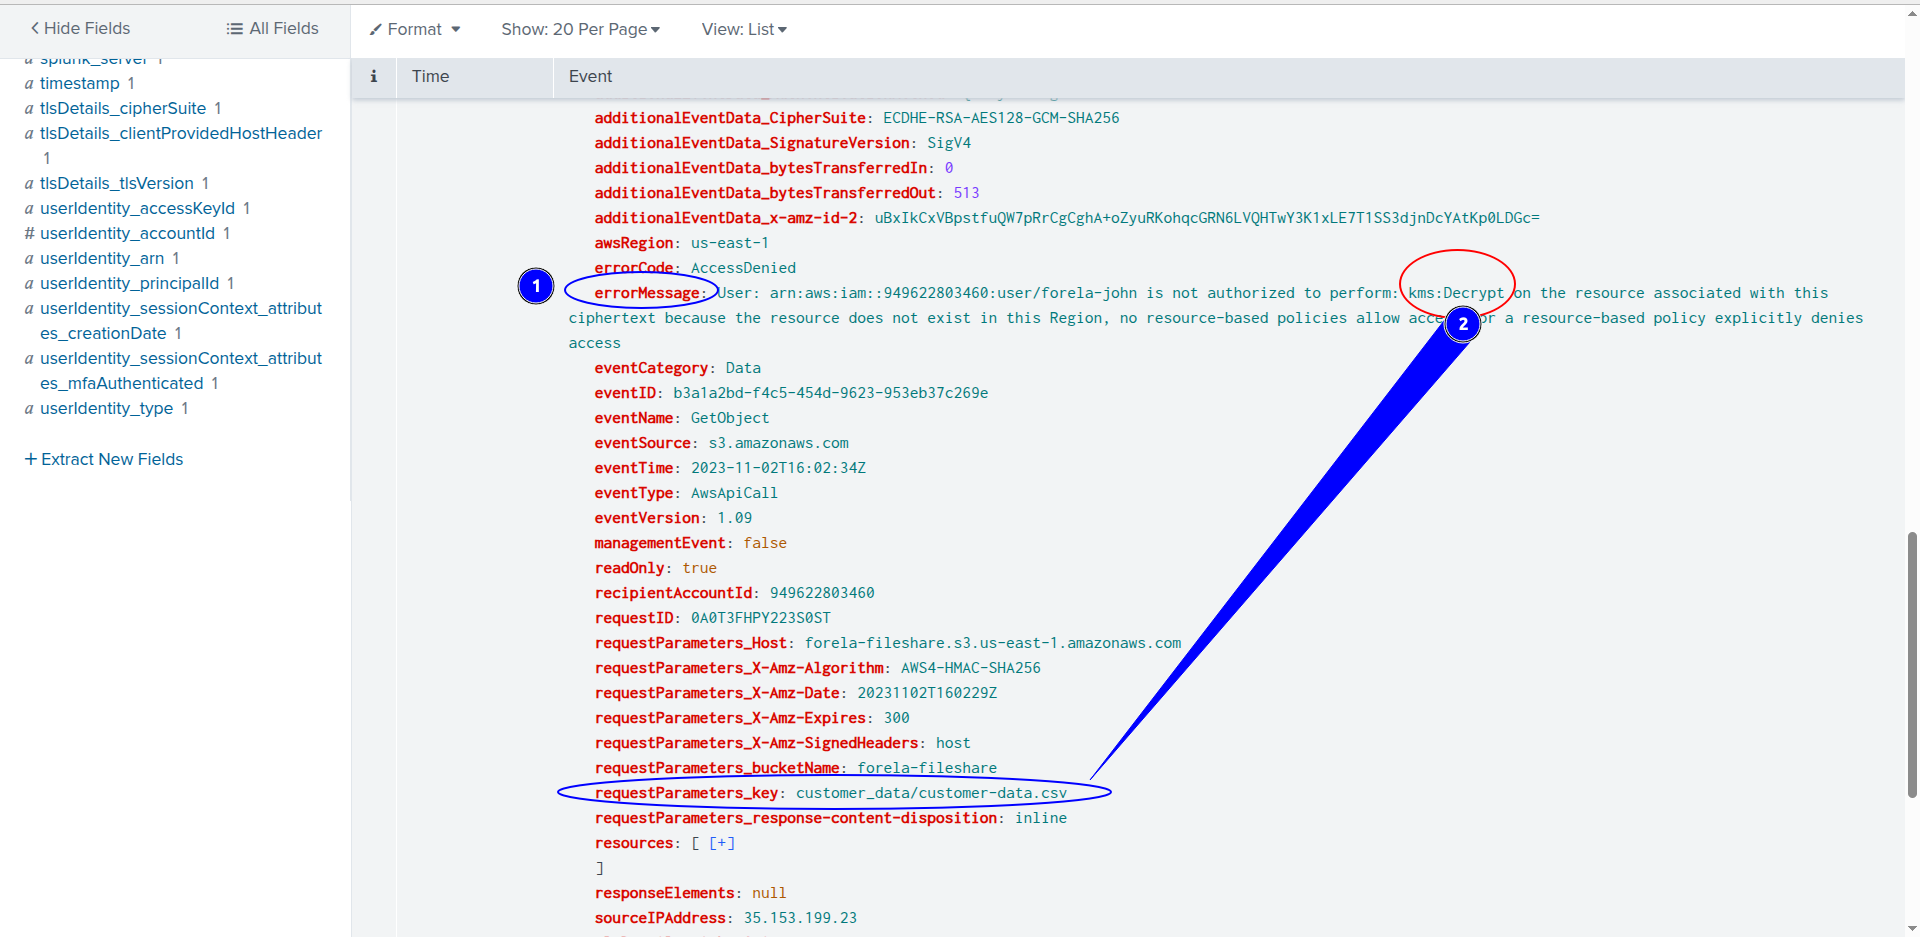 Hide Fields
All Fields
splunk_server 1
timestamp 1
tlsDetails_cipherSuite 1
tlsDetails_clientProvidedHostHeader
1
tlsDetails_tlsVersion 1
userIdentity_accessKeyId 1
userIdentity_accountId 1
userIdentity_arn 1
userIdentity_principalId 1
userIdentity_sessionContext_attribut
es_creationDate 1
userIdentity_sessionContext_attribut
es_mfaAuthenticated 1
userIdentity_type 1
+ Extract New Fields
Format
Show: 20 Per Page
View: List
i Time Event
additionalEventData_CipherSuite: ECDHE-RSA-AES128-GCM-SHA256
additionalEventData_SignatureVersion: SigV4
additionalEventData_bytesTransferredIn: 0
additionalEventData_bytesTransferredOut: 513
additionalEventData_x-amz-id-2: uBxIkCxVBpstfuQW7pRrCgCghA+oZyuRKohqcGRN6LVQHTwY3K1xLE7T1SS3djnDcYAtKp0LDGc=
awsRegion: us-east-1
errorCode: AccessDenied
1
errorMessage: User: arn:aws:iam::949622803460:user/forela-john is not authorized to perform: kms:Decrypt on the resource associated with this
ciphertext because the resource does not exist in this Region, no resource-based policies allow a resource-based policy explicitly denies
2
access
eventCategory: Data
eventID: b3a1a2bd-f4c5-454d-9623-953eb37c269e
eventName: GetObject
eventSource: s3.amazonaws.com
eventTime: 2023-11-02T16:02:34Z
eventType: AwsApiCall
eventVersion: 1.09
managementEvent: false
readOnly: true
recipientAccountId: 949622803460
requestID: 0A0T3FHPY223S0ST
requestParameters_Host: forela-fileshare.s3.us-east-1.amazonaws.com
requestParameters_X-Amz-Algorithm: AWS4-HMAC-SHA256
requestParameters_X-Amz-Date: 20231102T160229Z
requestParameters_X-Amz-Expires: 300
requestParameters_X-Amz-SignedHeaders: host
requestParameters_bucketName: forela-fileshare
requestParameters_key: customer_data/customer-data.csv
requestParameters_response-content-disposition: inline
resources: [ [+]
]
responseElements: null
sourceIPAddress: 35.153.199.23